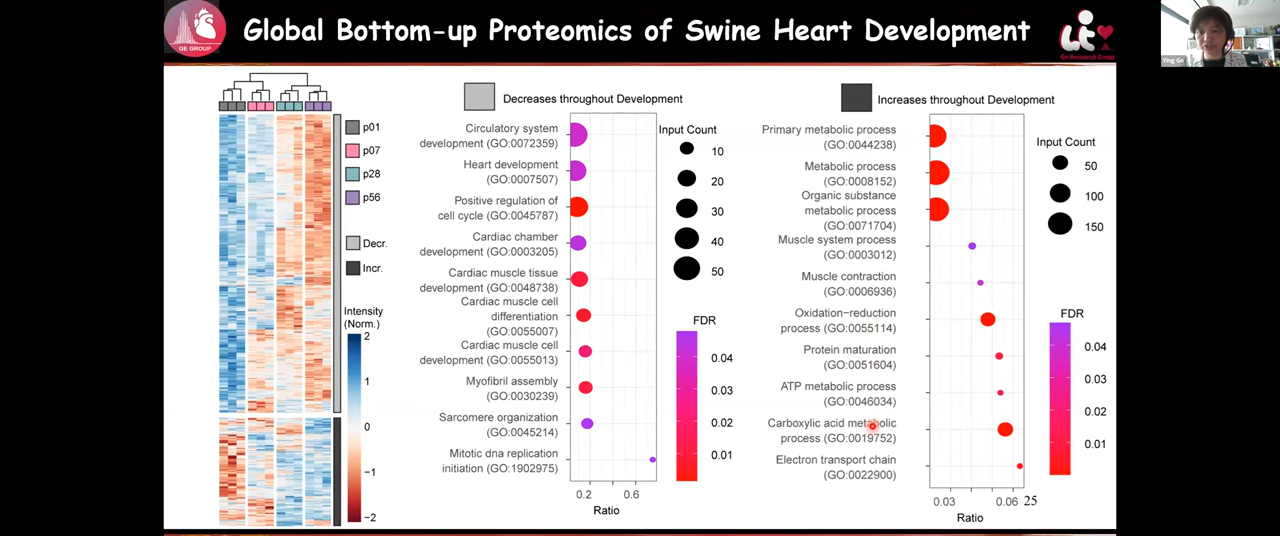 GE GROUP
Global Bottom-up Proteomics of Swine Heart Development
Ge Research Group
Ying Ge
p01
p07
p28
p56
Decr.
Incr.
Intensity
(Norm.)
2
1
0
−1
−2
Decreases throughout Development
Circulatory system
development (GO:0072359)
Heart development
(GO:0007507)
Positive regulation of
cell cycle (GO:0045787)
Cardiac chamber
development (GO:0003205)
Cardiac muscle tissue
development (GO:0048738)
Cardiac muscle cell
differentiation
(GO:0055007)
Cardiac muscle cell
development (GO:0055013)
Myofibril assembly
(GO:0030239)
Sarcomere organization
(GO:0045214)
Mitotic dna replication
initiation (GO:1902975)
0.2 0.6
Ratio
Input Count
10
20
30
40
50
FDR
0.04
0.03
0.02
0.01
Increases throughout Development
Primary metabolic process
(GO:0044238)
Metabolic process
(GO:0008152)
Organic substance
metabolic process
(GO:0071704)
Muscle system process
(GO:0003012)
Muscle contraction
(GO:0006936)
Oxidation−reduction
process (GO:0055114)
Protein maturation
(GO:0051604)
ATP metabolic process
(GO:0046034)
Carboxylic acid metabolic
process (GO:0019752)
Electron transport chain
(GO:0022900)
0.03 0.06
Ratio
Input Count
50
100
150
FDR
0.04
0.03
0.02
0.01
25